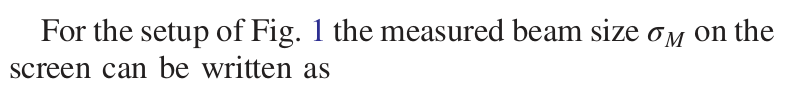 For the setup of Fig. 1 the measured beam size σ_M on the
screen can be written as